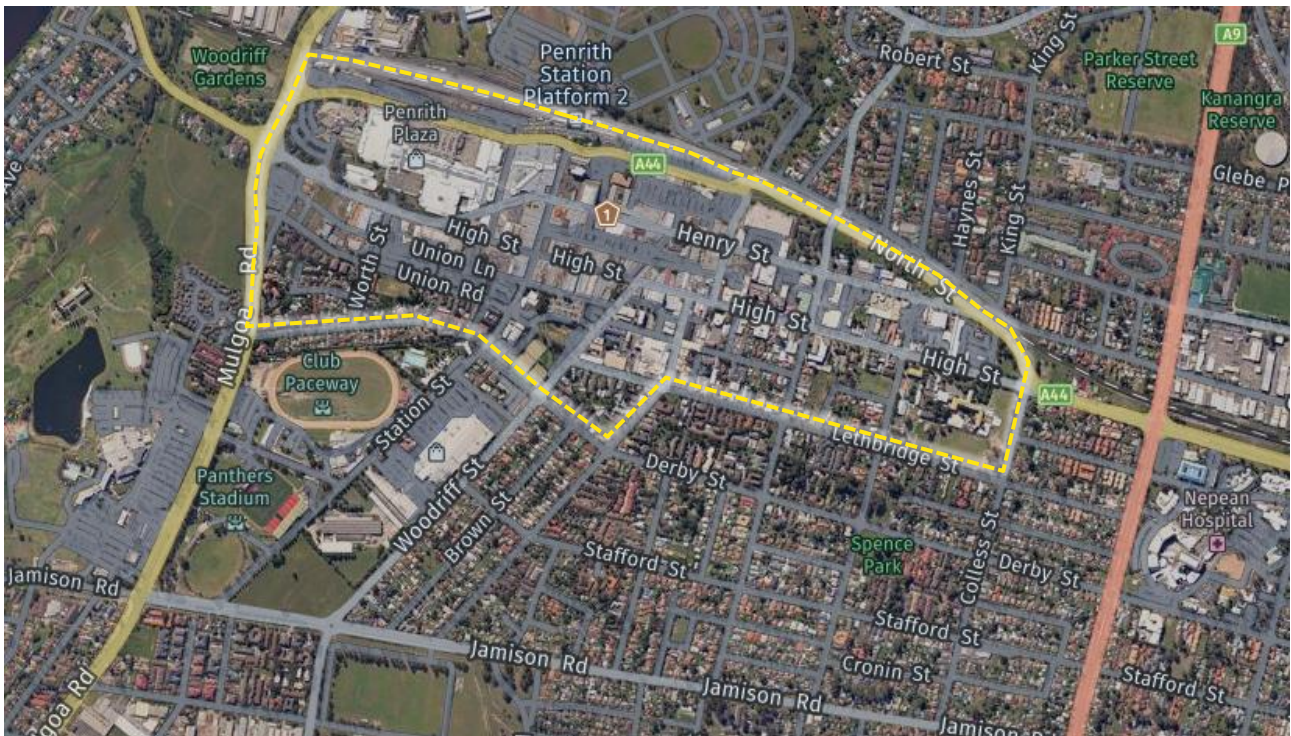 A9
King St
Woodriff
Gardens
Penrith
Station
Platform 2
Robert St
Parker Street
Reserve
Kanangra
Reserve
Penrith
Plaza
A44
Ave
Glebe P
Haynes St
King St
1
High St
Henry St
Worth St
Union Ln
High St
North St
Union Rd
Mulgoa Rd
High St
High St
Club
Paceway
A44
Station St
Lethbridge St
Derby St
Panthers
Stadium
Woodriff St
Nepean
Hospital
Brown St
Spence
Park
Stafford St
Colless St
Derby St
Jamison Rd
Stafford St
Jamison Rd
Cronin St
Jamison Rd
Stafford St
lgoa Rd
Jamison Rd